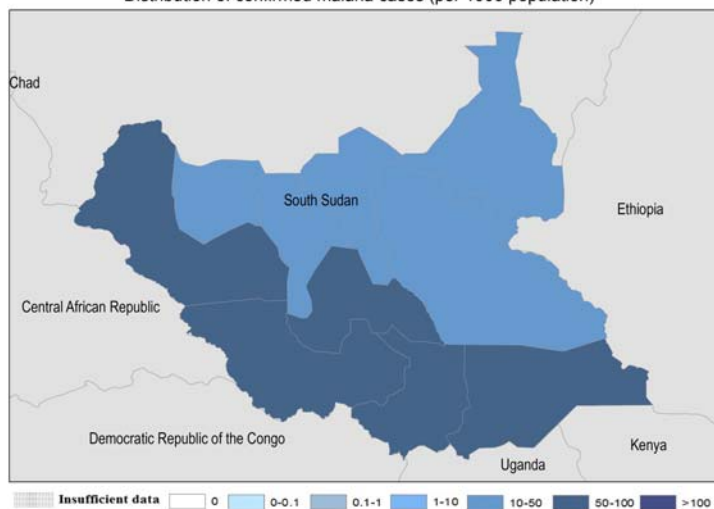 Distribution of confirmed malaria cases (per 1000 population)
Chad
South Sudan
Ethiopia
Central African Republic
Democratic Republic of the Congo
Uganda
Kenya
Insufficient data 0 0-0.1 0.1-1 1-10 10-50 50-100 >100